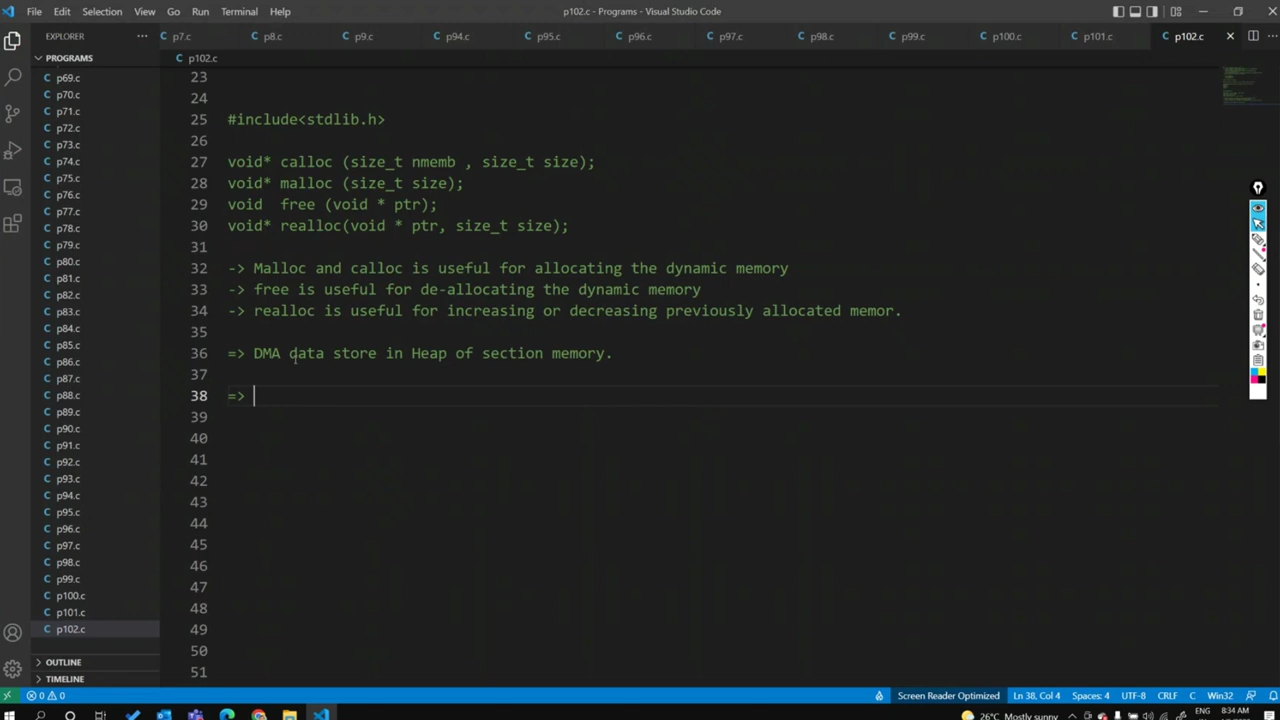 File Edit Selection View Go Run Terminal Help
p102.c - Programs - Visual Studio Code
EXPLORER
p7.c p8.c p9.c p94.c p95.c p96.c p97.c p98.c p99.c p100.c p101.c p102.c
PROGRAMS
p102.c
p69.c
p70.c
p71.c
p72.c
p73.c
p74.c
p75.c
p76.c
p77.c
p78.c
p79.c
p80.c
p81.c
p82.c
p83.c
p84.c
p85.c
p86.c
p87.c
p88.c
p89.c
p90.c
p91.c
p92.c
p93.c
p94.c
p95.c
p96.c
p97.c
p98.c
p99.c
p100.c
p101.c
p102.c
OUTLINE
TIMELINE
23
24
25 #include<stdlib.h>
26
27 void* calloc (size_t nmemb , size_t size);
28 void* malloc (size_t size);
29 void free (void * ptr);
30 void* realloc(void * ptr, size_t size);
31
32 -> Malloc and calloc is useful for allocating the dynamic memory
33 -> free is useful for de-allocating the dynamic memory
34 -> realloc is useful for increasing or decreasing previously allocated memor.
35
36 => DMA data store in Heap of section memory.
37
38 =>
39
40
41
42
43
44
45
46
47
48
49
50
51
0 0
Screen Reader Optimized Ln 38, Col 4 Spaces: 4 UTF-8 CRLF C Win32
26°C Mostly sunny
ENG
8:34 AM